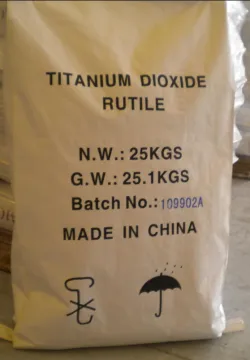 TITANIUM DIOXIDE
RUTILE
N.W.: 25KGS
G.W.: 25.1KGS
Batch No.: 109902A
MADE IN CHINA